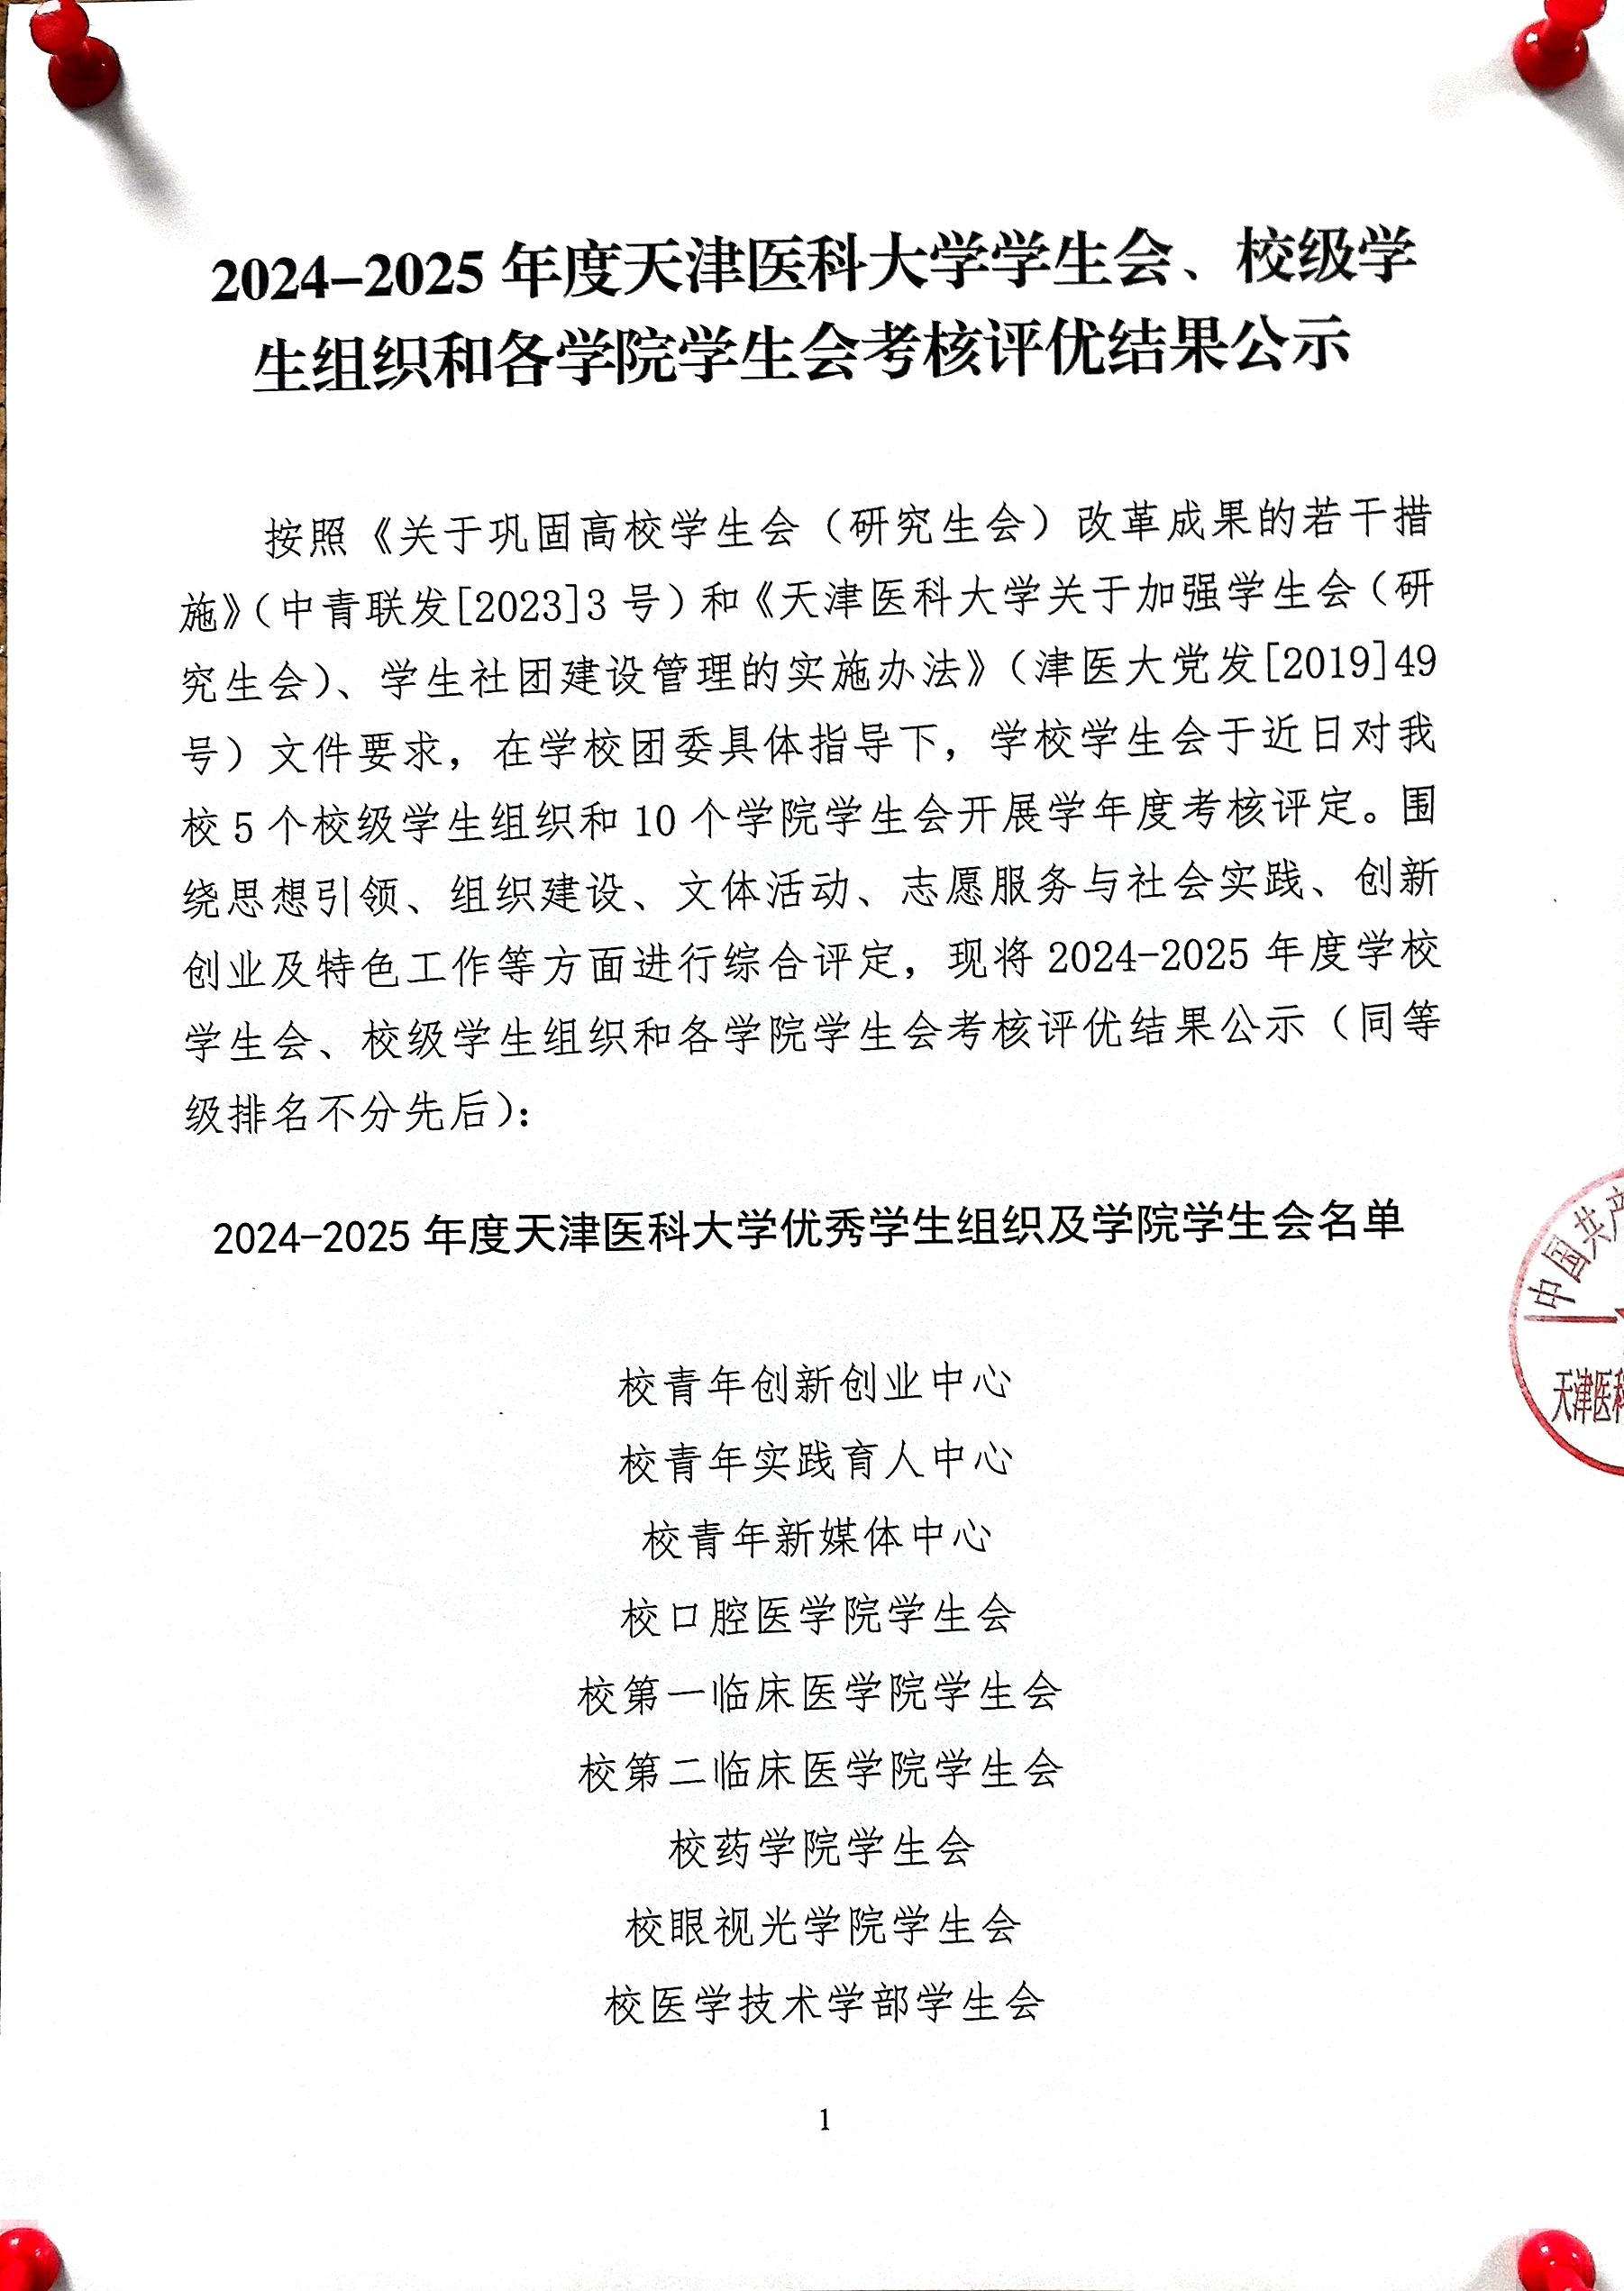 2024-2025 年度天津医科大学学生会、校级学
生组织和各学院学生会考核评优结果公示
按照《关于巩固高校学生会（研究生会）改革成果的若干措
施》（中青联发[2023]3 号）和《天津医科大学关于加强学生会（研
究生会）、学生社团建设管理的实施办法》（津医大党发[2019]49
号）文件要求，在学校团委具体指导下，学校学生会于近日对我
校 5 个校级学生组织和 10 个学院学生会开展学年度考核评定。围
绕思想引领、组织建设、文体活动、志愿服务与社会实践、创新
创业及特色工作等方面进行综合评定，现将 2024-2025 年度学校
学生会、校级学生组织和各学院学生会考核评优结果公示（同等
级排名不分先后）：
2024-2025 年度天津医科大学优秀学生组织及学院学生会名单
中国共产
天津医科
校青年创新创业中心
校青年实践育人中心
校青年新媒体中心
校口腔医学院学生会
校第一临床医学院学生会
校第二临床医学院学生会
校药学院学生会
校眼视光学院学生会
校医学技术学部学生会
1